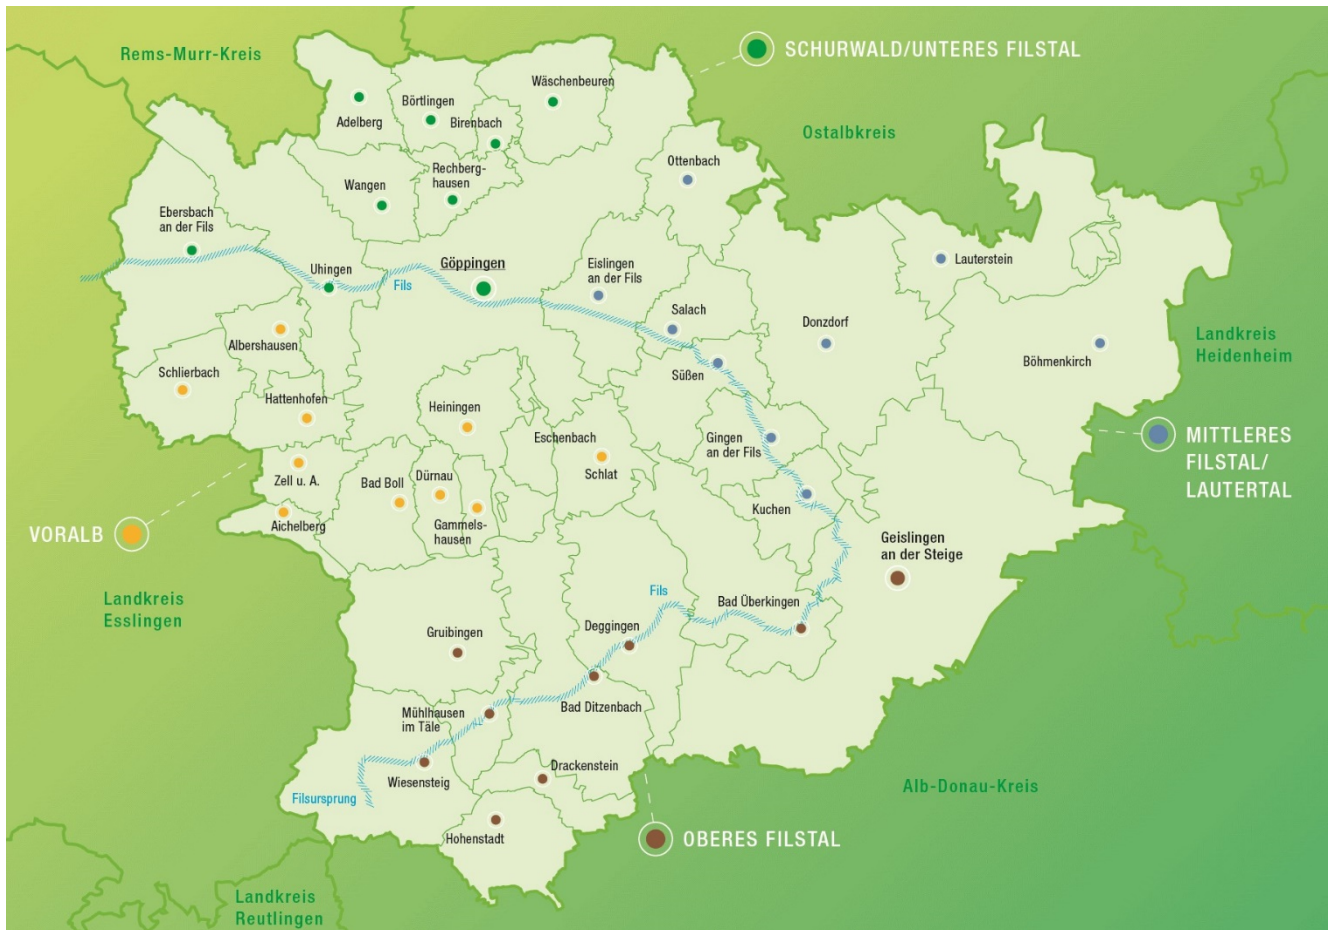 Rems-Murr-Kreis
SCHURWALD/UNTERES FILSTAL
Wäschenbeuren
Börtlingen
Adelberg
Birenbach
Ostalbkreis
Ottenbach
Rechberg-
hausen
Wangen
Ebersbach
an der Fils
Uhingen
Göppingen
Fils
Eislingen
an der Fils
Lauterstein
Salach
Donzdorf
Landkreis
Heidenheim
Albershausen
Böhmenkirch
Schlierbach
Süßen
Hattenhofen
Heiningen
Eschenbach
Gingen
an der Fils
MITTLERES
FILSTAL/
LAUTERTAL
Zell u. A.
Bad Boll
Dürnau
Schlat
Kuchen
Aichelberg
Gammels-
hausen
VORALB
Geislingen
an der Steige
Landkreis
Esslingen
Fils
Bad Überkingen
Gruibingen
Deggingen
Mühlhausen
im Täle
Bad Ditzenbach
Drackenstein
Wiesensteig
Filsursprung
Alb-Donau-Kreis
Hohenstadt
OBERES FILSTAL
Landkreis
Reutlingen